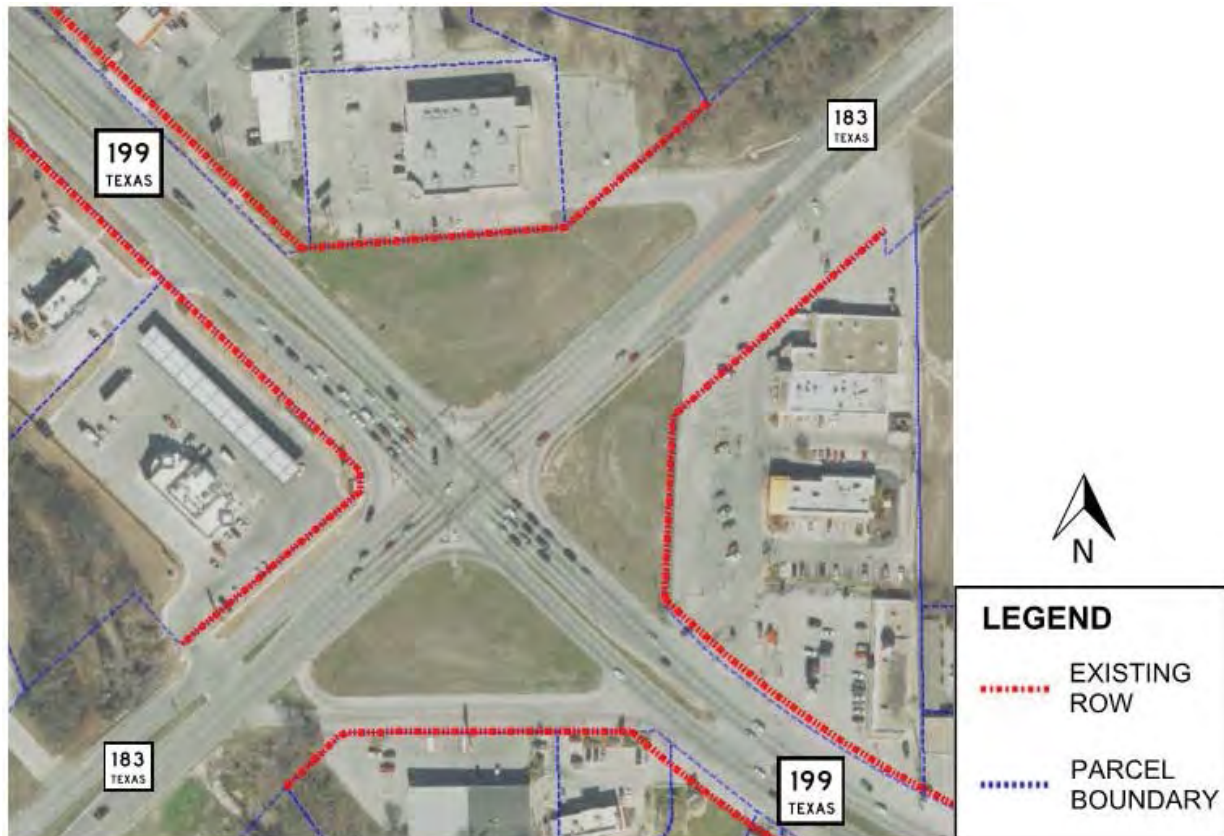 183
TEXAS
199
TEXAS
N
LEGEND
EXISTING
ROW
PARCEL
BOUNDARY
183
TEXAS
199
TEXAS